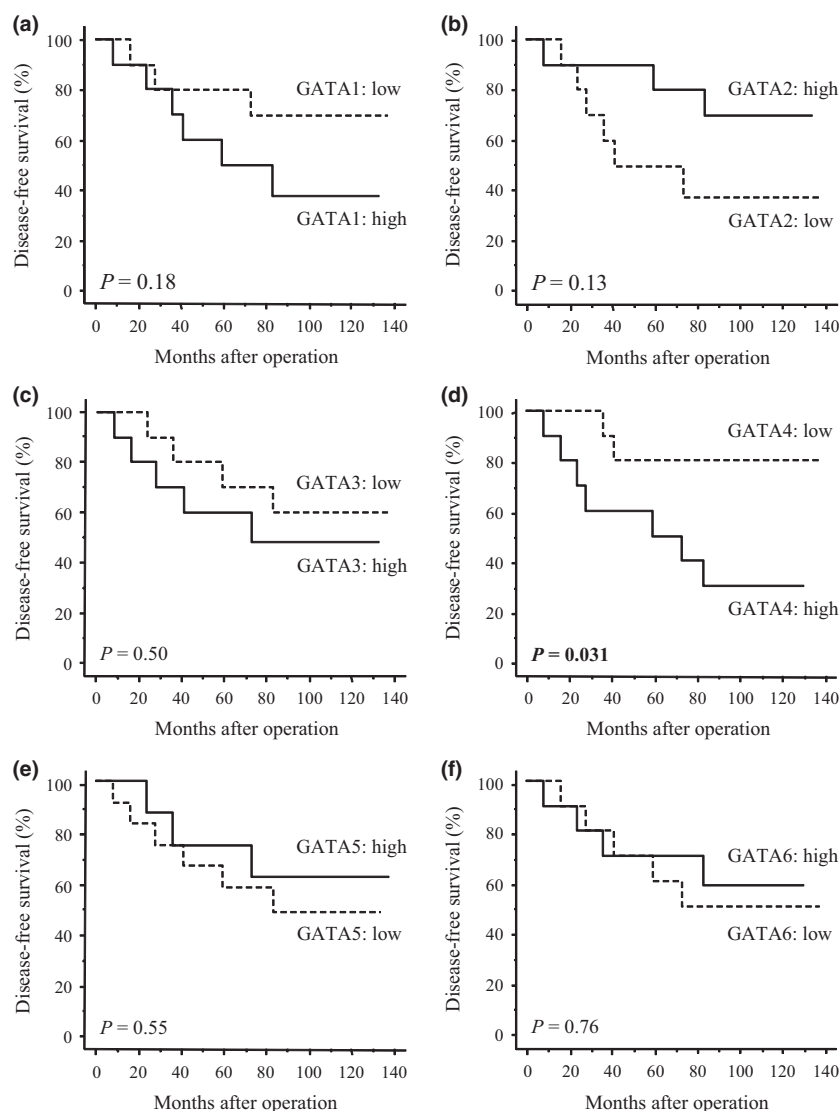 (a)
Disease-free survival (%)
100
80
60
40
20
0
GATA1: low
GATA1: high
P = 0.18
0 20 40 60 80 100 120 140
Months after operation
(b)
Disease-free survival (%)
100
80
60
40
20
0
GATA2: high
GATA2: low
P = 0.13
0 20 40 60 80 100 120 140
Months after operation
(c)
Disease-free survival (%)
100
80
60
40
20
0
GATA3: low
GATA3: high
P = 0.50
0 20 40 60 80 100 120 140
Months after operation
(d)
Disease-free survival (%)
100
80
60
40
20
0
GATA4: low
GATA4: high
P = 0.031
0 20 40 60 80 100 120 140
Months after operation
(e)
Disease-free survival (%)
100
80
60
40
20
0
GATA5: high
GATA5: low
P = 0.55
0 20 40 60 80 100 120 140
Months after operation
(f)
Disease-free survival (%)
100
80
60
40
20
0
GATA6: high
GATA6: low
P = 0.76
0 20 40 60 80 100 120 140
Months after operation